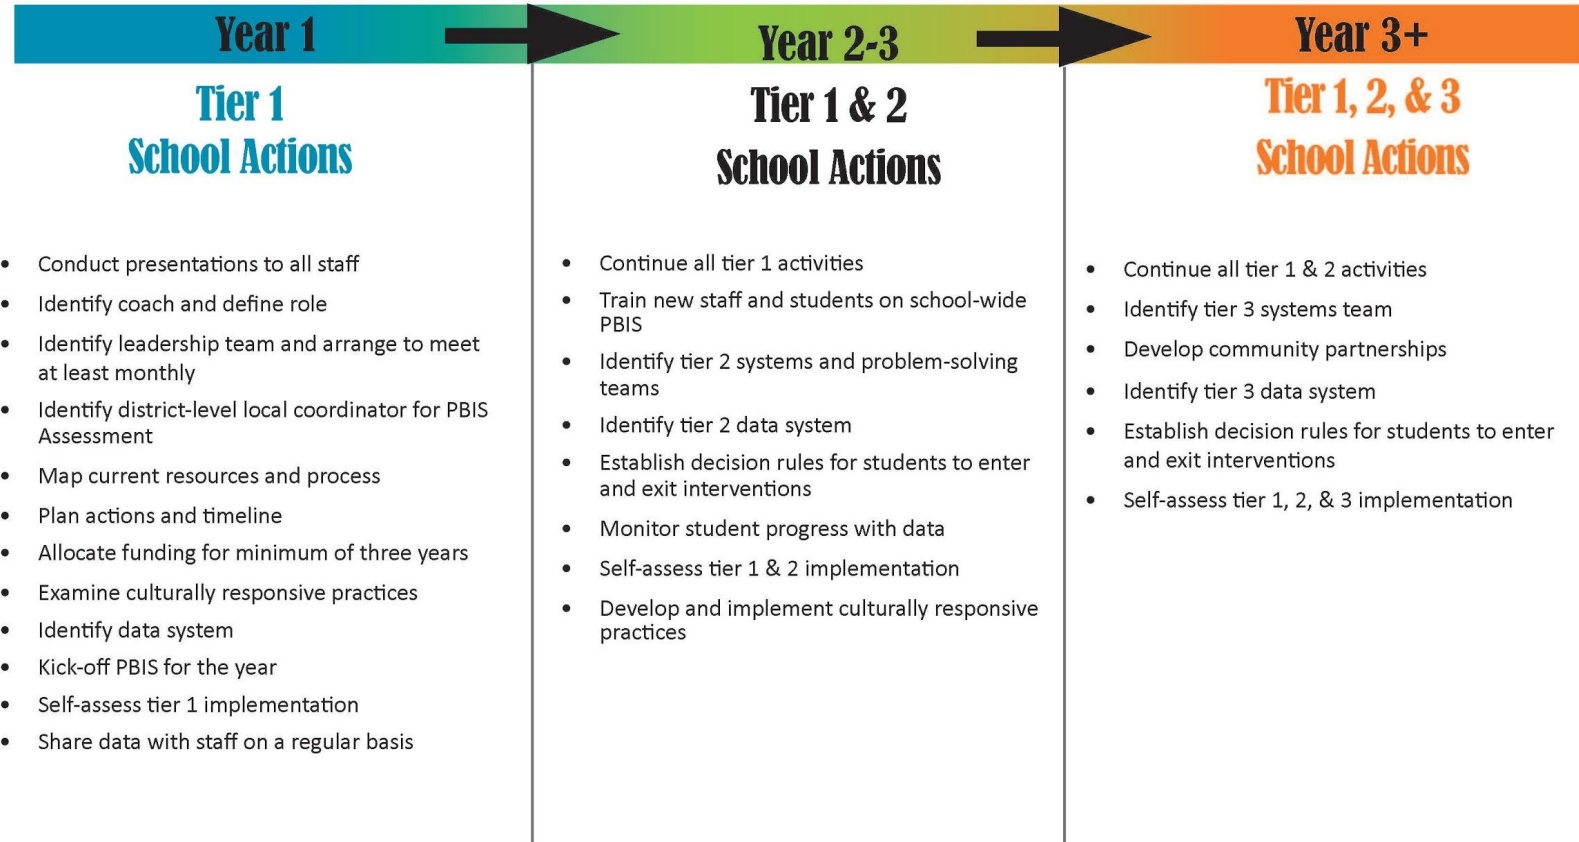 Year 1
Year 2-3
Year 3+
Tier 1
School Actions
• Conduct presentations to all staff
• Identify coach and define role
• Identify leadership team and arrange to meet
at least monthly
• Identify district-level local coordinator for PBIS
Assessment
• Map current resources and process
• Plan actions and timeline
• Allocate funding for minimum of three years
• Examine culturally responsive practices
• Identify data system
• Kick-off PBIS for the year
• Self-assess tier 1 implementation
• Share data with staff on a regular basis
Tier 1 & 2
School Actions
• Continue all tier 1 activities
• Train new staff and students on school-wide
PBIS
• Identify tier 2 systems and problem-solving
teams
• Identify tier 2 data system
• Establish decision rules for students to enter
and exit interventions
• Monitor student progress with data
• Self-assess tier 1 & 2 implementation
• Develop and implement culturally responsive
practices
Tier 1, 2, & 3
School Actions
• Continue all tier 1 & 2 activities
• Identify tier 3 systems team
• Develop community partnerships
• Identify tier 3 data system
• Establish decision rules for students to enter
and exit interventions
• Self-assess tier 1, 2, & 3 implementation